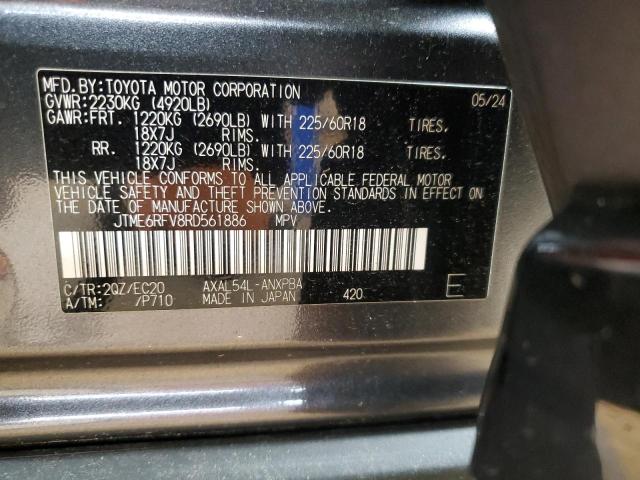 MFD.BY:TOYOTA MOTOR CORPORATION 05/24
GVWR:2230KG (4920LB)
GAWR:FRT. 1220KG (2690LB) WITH 225/60R18 TIRES.
18X7J RIMS.
RR. 1220KG (2690LB) WITH 225/60R18 TIRES.
18X7J RIMS.
THIS VEHICLE CONFORMS TO ALL APPLICABLE FEDERAL MOTOR
VEHICLE SAFETY AND THEFT PREVENTION STANDARDS IN EFFECT ON
THE DATE OF MANUFACTURE SHOWN ABOVE.
JTME6RFV8RD561886 MPV
C/TR:2QZ/EC20 AXAL54L-ANXPBA E
A/TM: /P710 MADE IN JAPAN 420